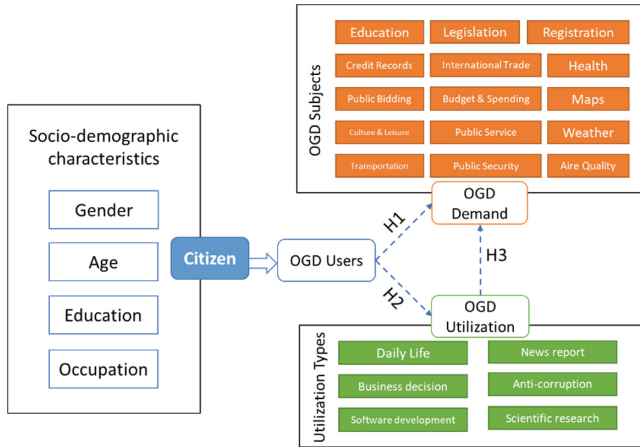 Socio-demographic
characteristics
Gender
Age
Education
Occupation
Citizen
OGD Users
H1
H2
H3
OGD Subjects
Education
Legislation
Registration
Credit Records
International Trade
Health
Public Bidding
Budget & Spending
Maps
Culture & Leisure
Public Service
Weather
Transportation
Public Security
Aire Quality
OGD
Demand
OGD
Utilization
Utilization Types
Daily Life
News report
Business decision
Anti-corruption
Software development
Scientific research